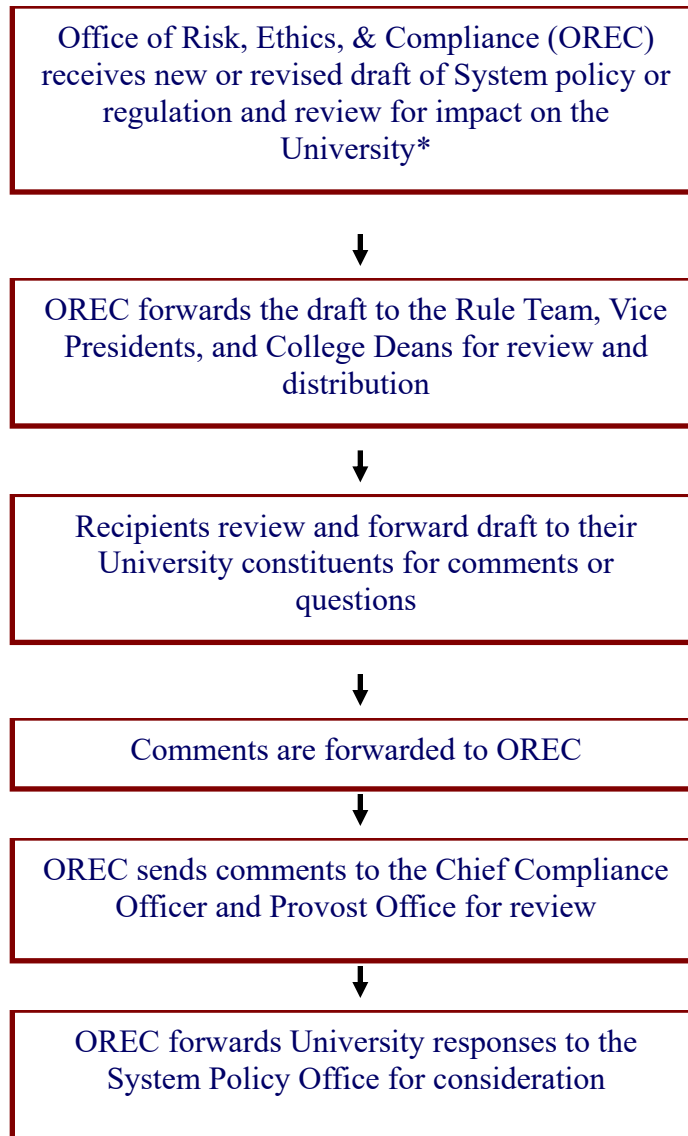 Office of Risk, Ethics, & Compliance (OREC)
receives new or revised draft of System policy or
regulation and review for impact on the
University*
OREC forwards the draft to the Rule Team, Vice
Presidents, and College Deans for review and
distribution
Recipients review and forward draft to their
University constituents for comments or
questions
Comments are forwarded to OREC
OREC sends comments to the Chief Compliance
Officer and Provost Office for review
OREC forwards University responses to the
System Policy Office for consideration